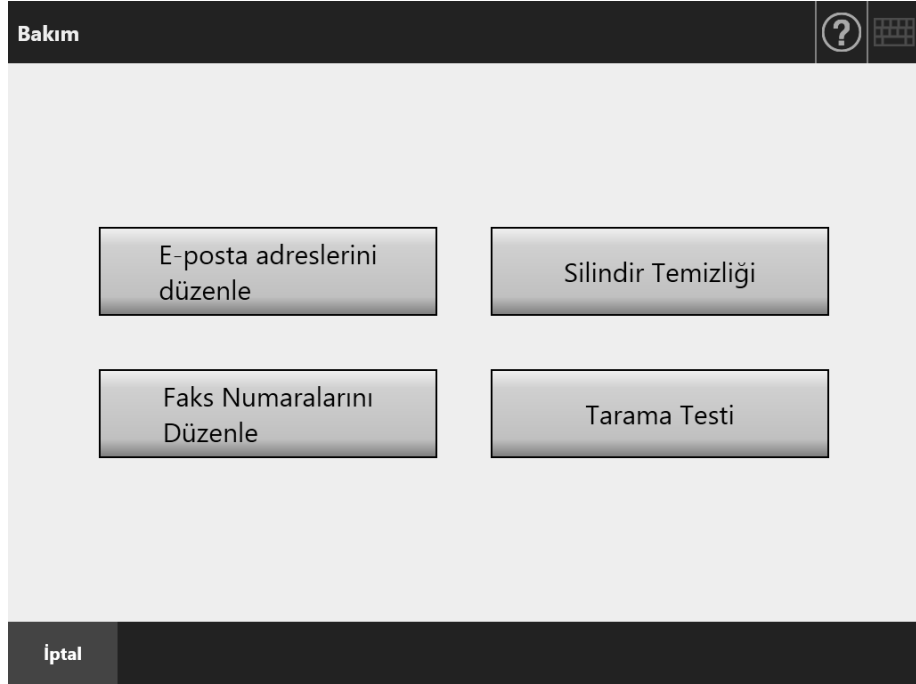 Bakım
E-posta adreslerini
düzenle
Silindir Temizliği
Faks Numaralarını
Düzenle
Tarama Testi
İptal